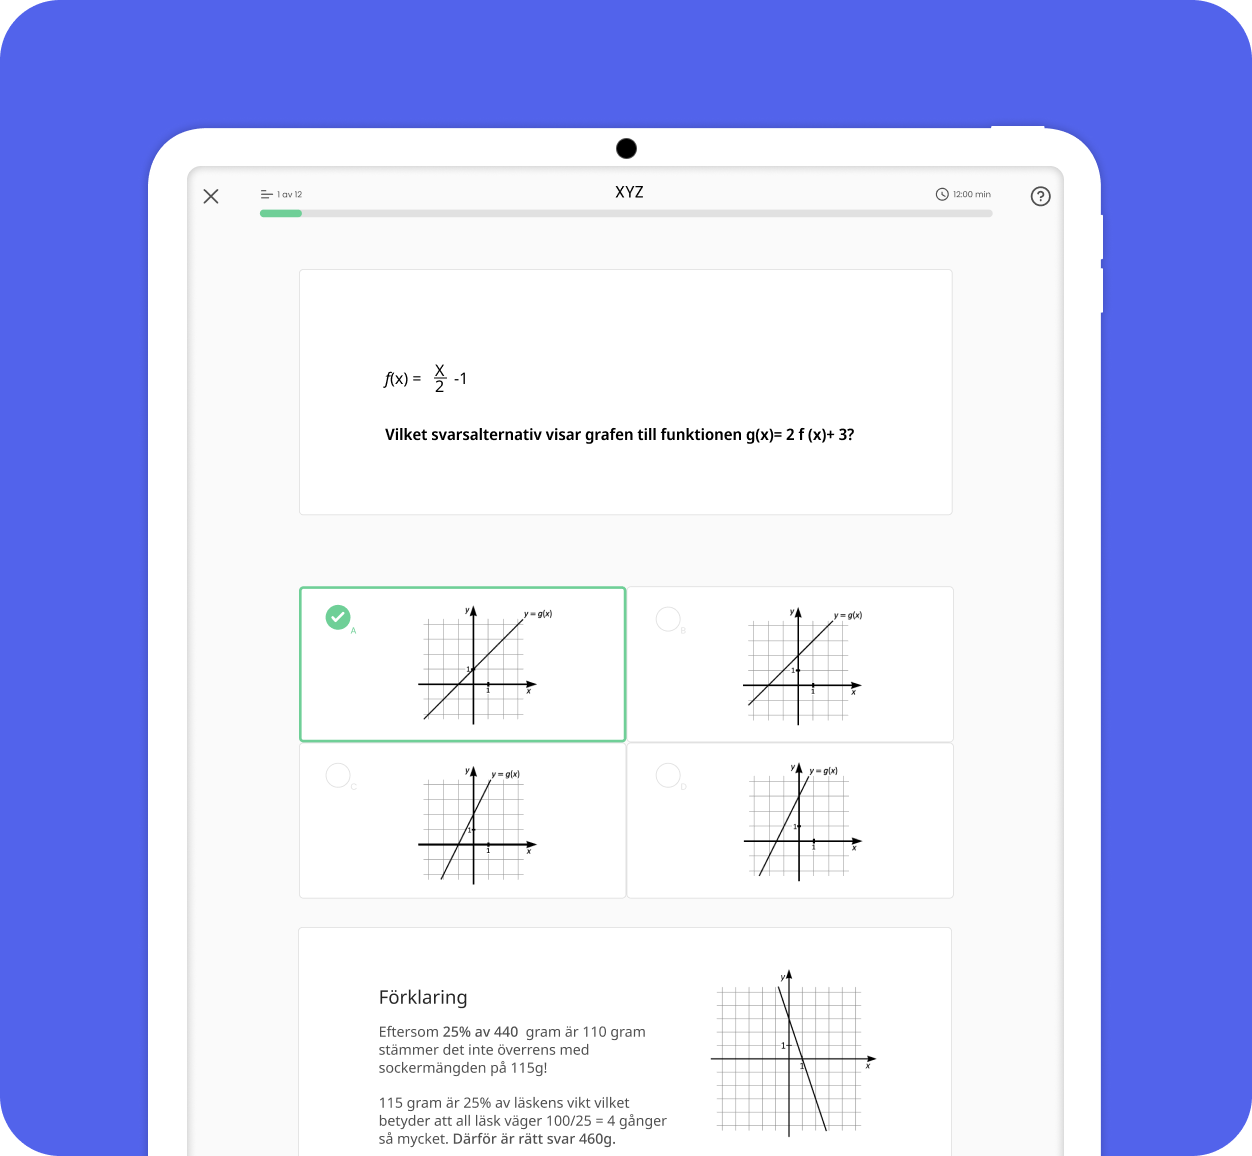 1 av 12
XYZ
12:00 min
f(x) = X/2 -1
Vilket svarsalternativ visar grafen till funktionen g(x)= 2 f (x)+ 3?
A
y
y = g(x)
1
1
x
B
y
y = g(x)
1
1
x
C
y
y = g(x)
1
1
x
D
y
y = g(x)
1
1
x
Förklaring
Eftersom 25% av 440 gram är 110 gram
stämmer det inte överrens med
sockermängden på 115g!
115 gram är 25% av läskens vikt vilket
betyder att all läsk väger 100/25 = 4 gånger
så mycket. Därför är rätt svar 460g.
y
1
1
x